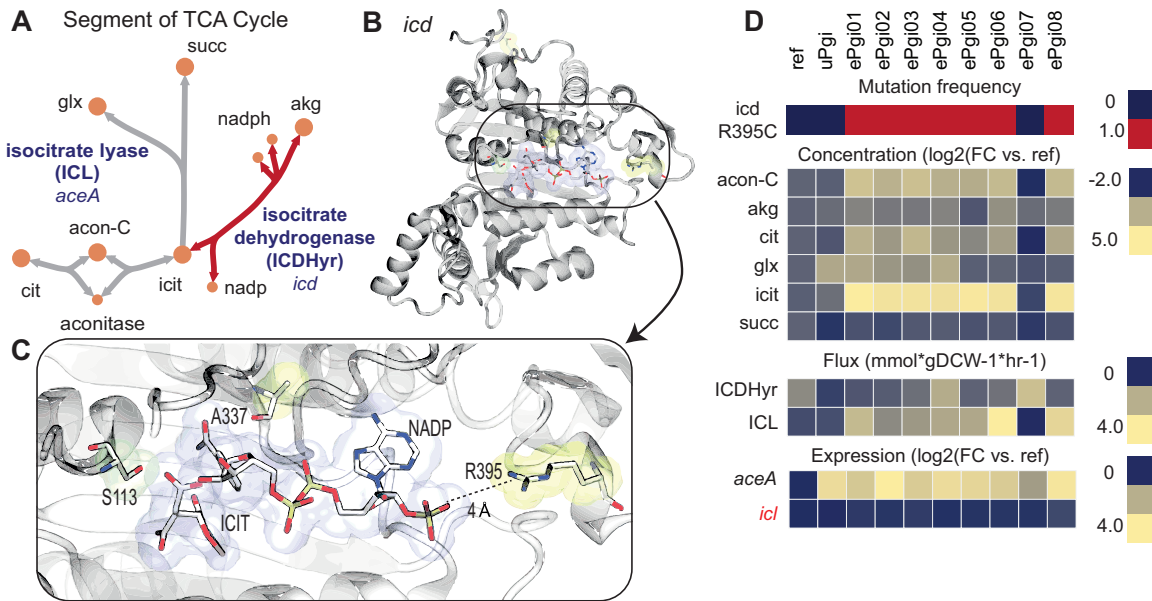 A Segment of TCA Cycle
succ
glx
nadph
akg
isocitrate lyase
(ICL)
aceA
acon-C
isocitrate
dehydrogenase
(ICDHyr)
icd
cit
icit
nadp
aconitase
B icd
C
A337
NADP
R395
S113
ICIT
4 Å
D
ref
uPgi
ePgi01
ePgi02
ePgi03
ePgi04
ePgi05
ePgi06
ePgi07
ePgi08
Mutation frequency
icd
R395C
0
1.0
Concentration (log2(FC vs. ref)
acon-C
akg
cit
glx
icit
succ
-2.0
5.0
Flux (mmol*gDCW-1*hr-1)
ICDHyr
ICL
0
4.0
Expression (log2(FC vs. ref)
aceA
icl
0
4.0